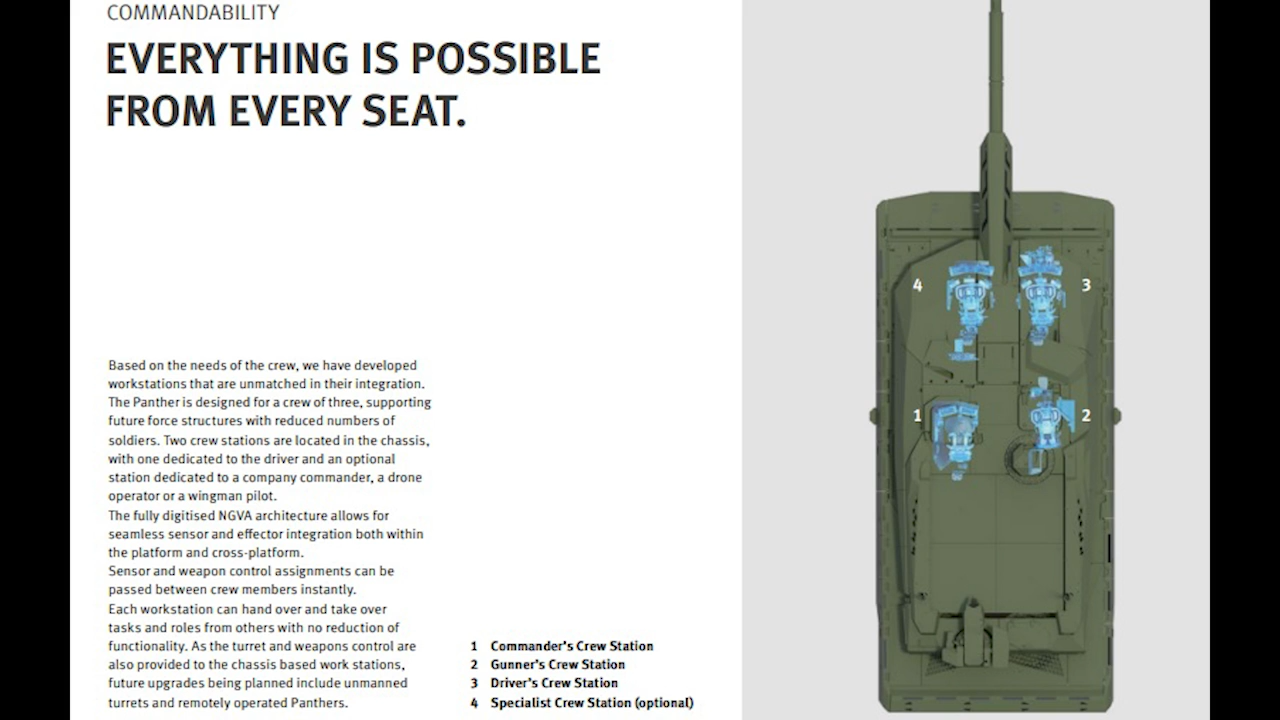 COMMANDABILITY
EVERYTHING IS POSSIBLE
FROM EVERY SEAT.
Based on the needs of the crew, we have developed
workstations that are unmatched in their integration.
The Panther is designed for a crew of three, supporting
future force structures with reduced numbers of
soldiers. Two crew stations are located in the chassis,
with one dedicated to the driver and an optional
station dedicated to a company commander, a drone
operator or a wingman pilot.
The fully digitised NGVA architecture allows for
seamless sensor and effector integration both within
the platform and cross-platform.
Sensor and weapon control assignments can be
passed between crew members instantly.
Each workstation can hand over and take over
tasks and roles from others with no reduction of
functionality. As the turret and weapons control are
also provided to the chassis based work stations,
future upgrades being planned include unmanned
turrets and remotely operated Panthers.
1 Commander's Crew Station
2 Gunner's Crew Station
3 Driver's Crew Station
4 Specialist Crew Station (optional)
4
3
1
2